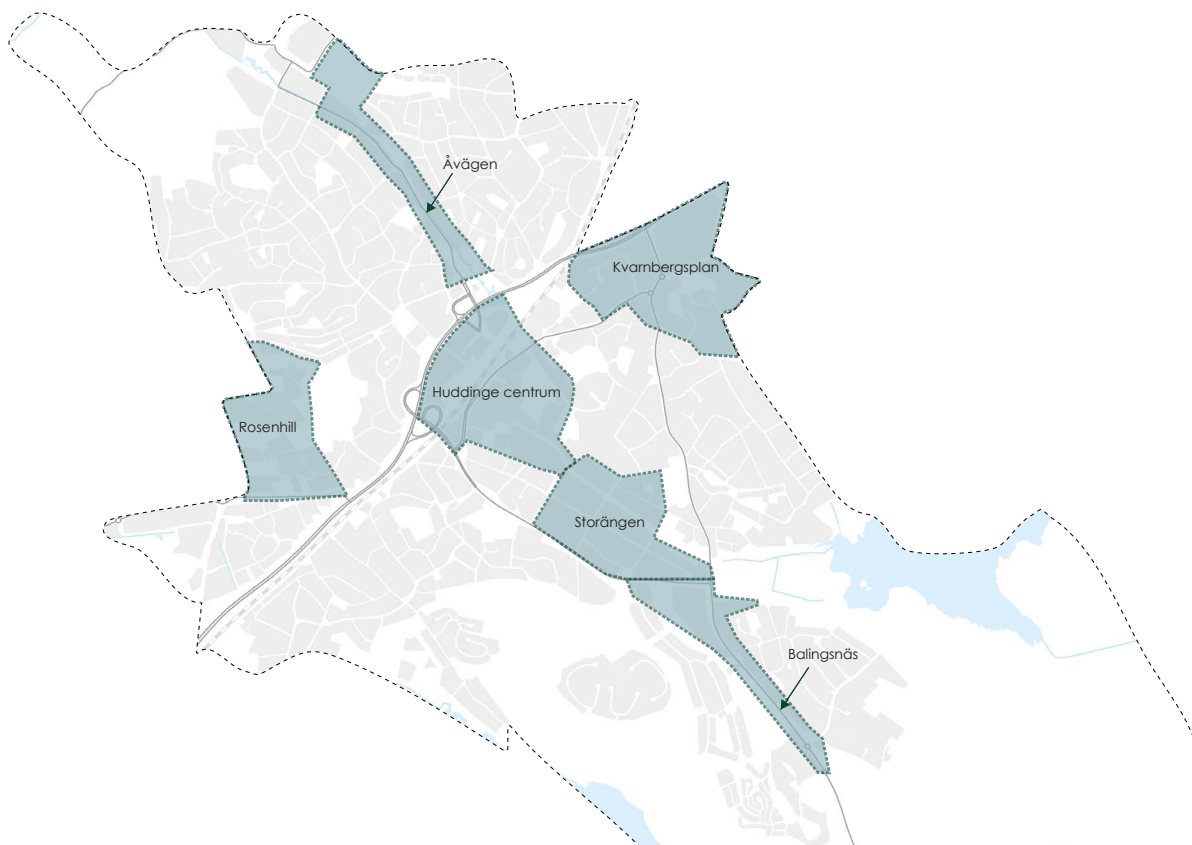 Åvägen
Kvarnbergsplan
Huddinge centrum
Rosenhill
Storängen
Balingsnäs